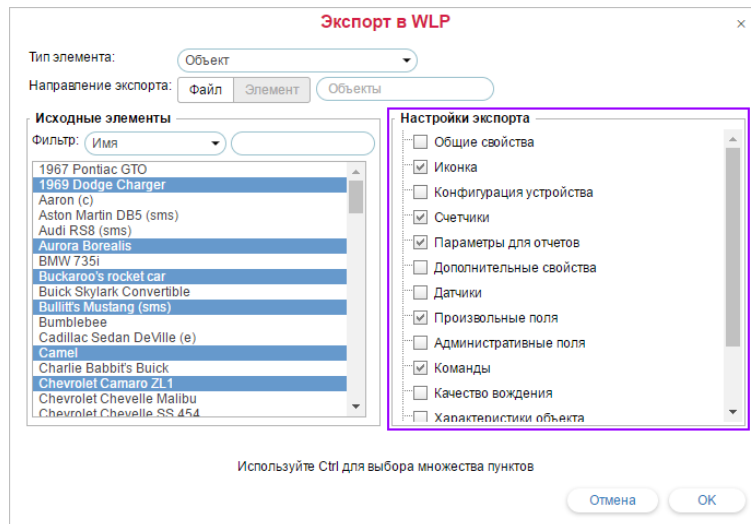 Экспорт в WLP
×
Тип элемента:
Объект
Направление экспорта:
Файл
Элемент
Объекты
Исходные элементы
Фильтр:
Имя
1967 Pontiac GTO
1969 Dodge Charger
Aaron (c)
Aston Martin DB5 (sms)
Audi RS8 (sms)
Aurora Borealis
BMW 735i
Buckaroo's rocket car
Buick Skylark Convertible
Bullitt's Mustang (sms)
Bumblebee
Cadillac Sedan DeVille (e)
Camel
Charlie Babbit's Buick
Chevrolet Camaro ZL1
Chevrolet Chevelle Malibu
Chevrolet Chevelle SS 454
Настройки экспорта
Общие свойства
Иконка
Конфигурация устройства
Счетчики
Параметры для отчетов
Дополнительные свойства
Датчики
Произвольные поля
Административные поля
Команды
Качество вождения
Характеристики объекта
Используйте Ctrl для выбора множества пунктов
Отмена
OK